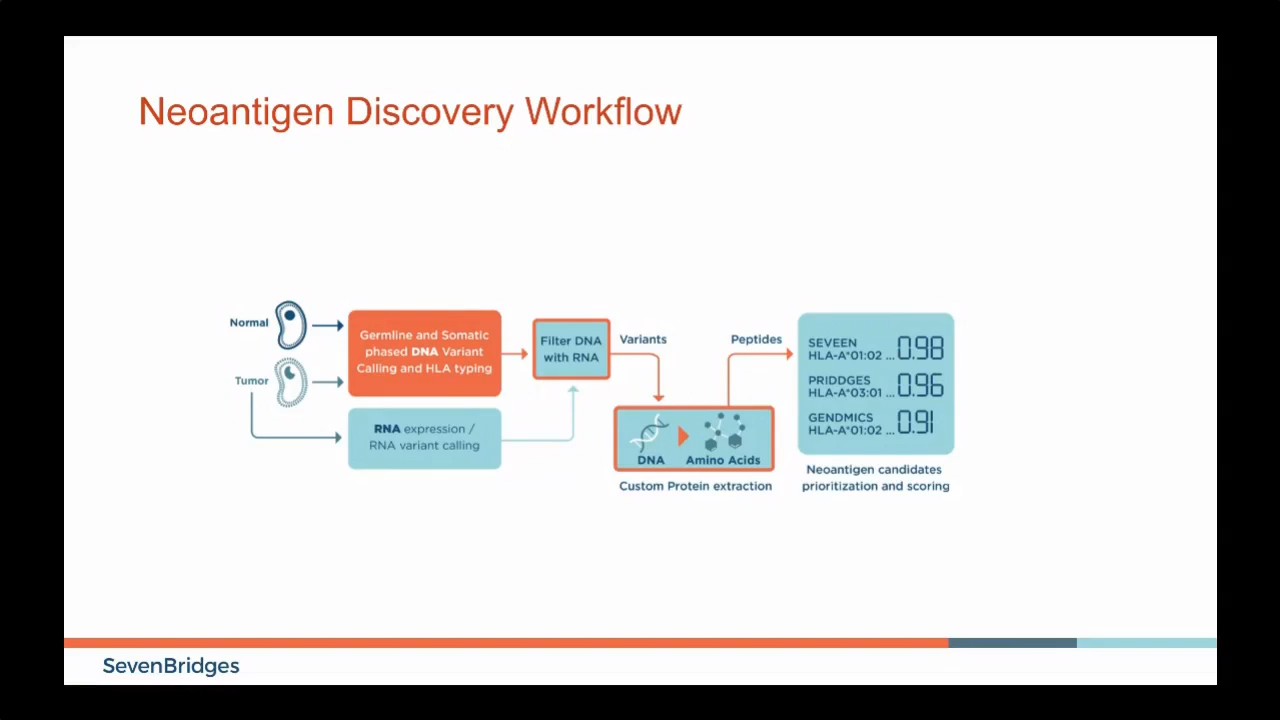 Neoantigen Discovery Workflow
Normal
Tumor
Germline and Somatic
phased DNA Variant
Calling and HLA typing
RNA expression /
RNA variant calling
Filter DNA
with RNA
Variants
DNA
Amino Acids
Custom Protein extraction
Peptides
SEVEEN
HLA-A*01:02 ... 0.98
PRIDDGES
HLA-A*03:01 ... 0.96
GENDMICS
HLA-A*01:02 ... 0.91
Neoantigen candidates
prioritization and scoring
SevenBridges